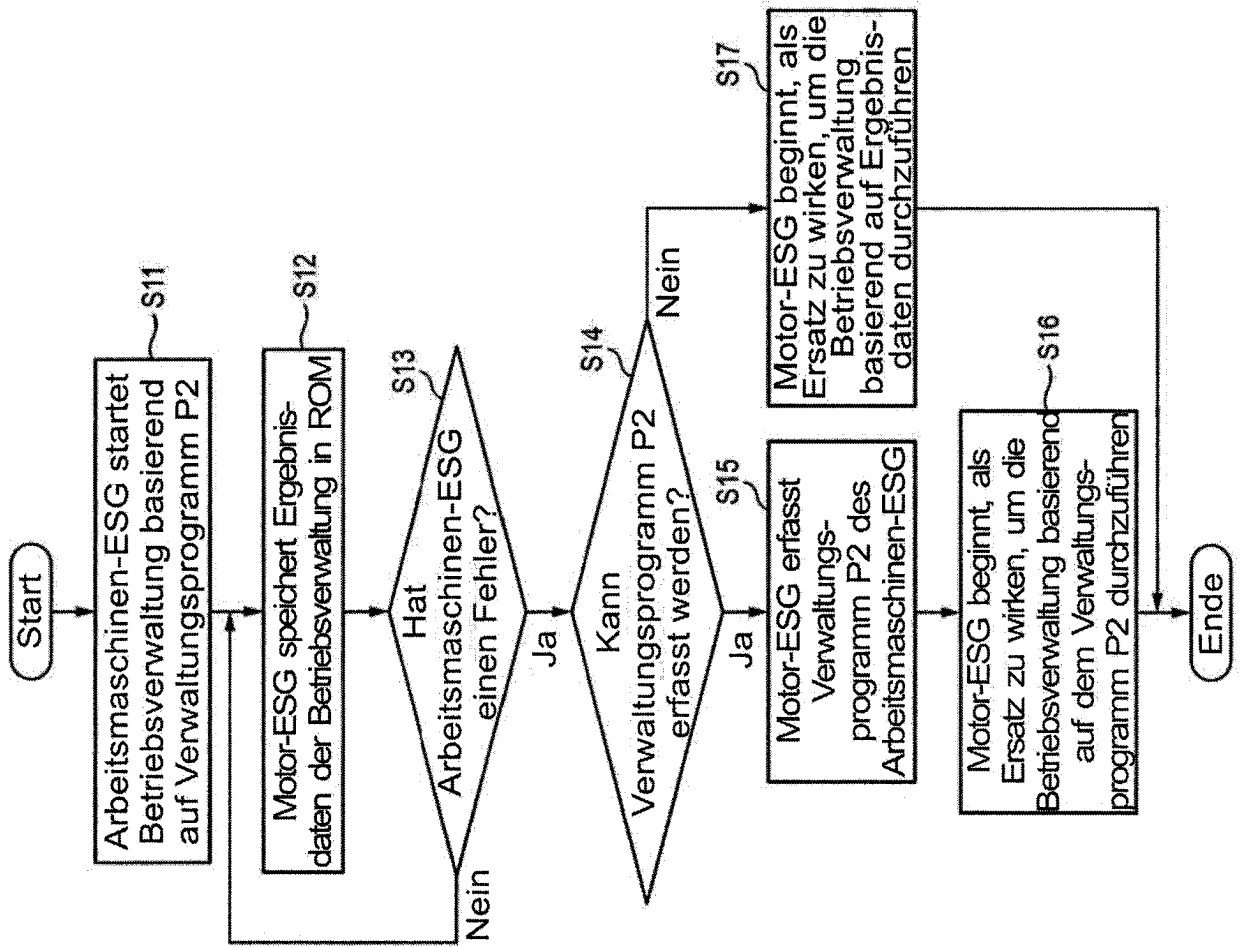 Start
S11
Arbeitsmaschinen-ESG startet
Betriebsverwaltung basierend
auf Verwaltungsprogramm P2
S12
Motor-ESG speichert Ergebnis-
daten der Betriebsverwaltung in ROM
S13
Hat
Arbeitsmaschinen-ESG
einen Fehler?
Nein
Ja
S14
Kann
Verwaltungsprogramm P2
erfasst werden?
Nein
Ja
S15
Motor-ESG erfasst
Verwaltungs-
programm P2 des
Arbeitsmaschinen-ESG
S17
Motor-ESG beginnt, als
Ersatz zu wirken, um die
Betriebsverwaltung
basierend auf Ergebnis-
daten durchzuführen
S16
Motor-ESG beginnt, als
Ersatz zu wirken, um die
Betriebsverwaltung basierend
auf dem Verwaltungs-
programm P2 durchzuführen
Ende